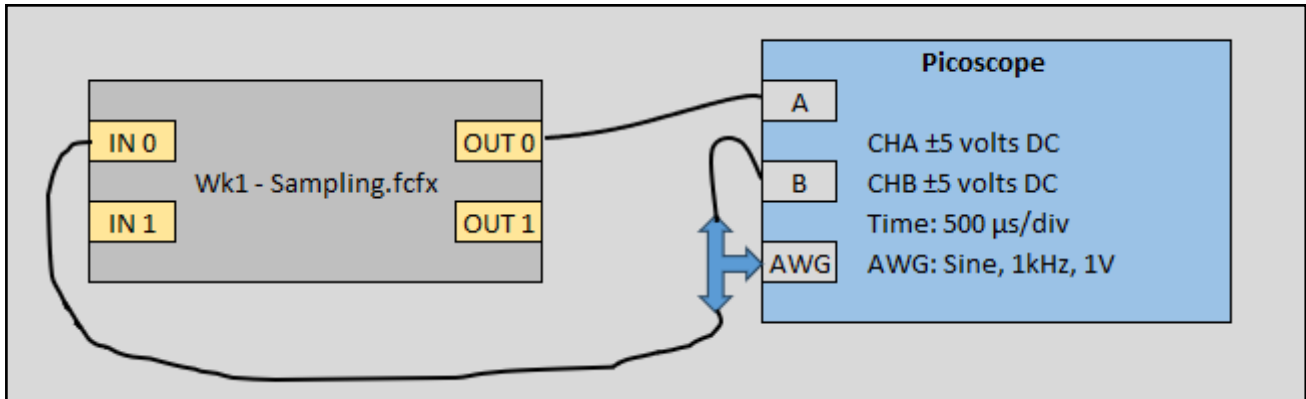 Picoscope
A
IN 0
OUT 0
CHA ±5 volts DC
Wk1 - Sampling.fcfx
B
CHB ±5 volts DC
IN 1
OUT 1
Time: 500 µs/div
AWG
AWG: Sine, 1kHz, 1V